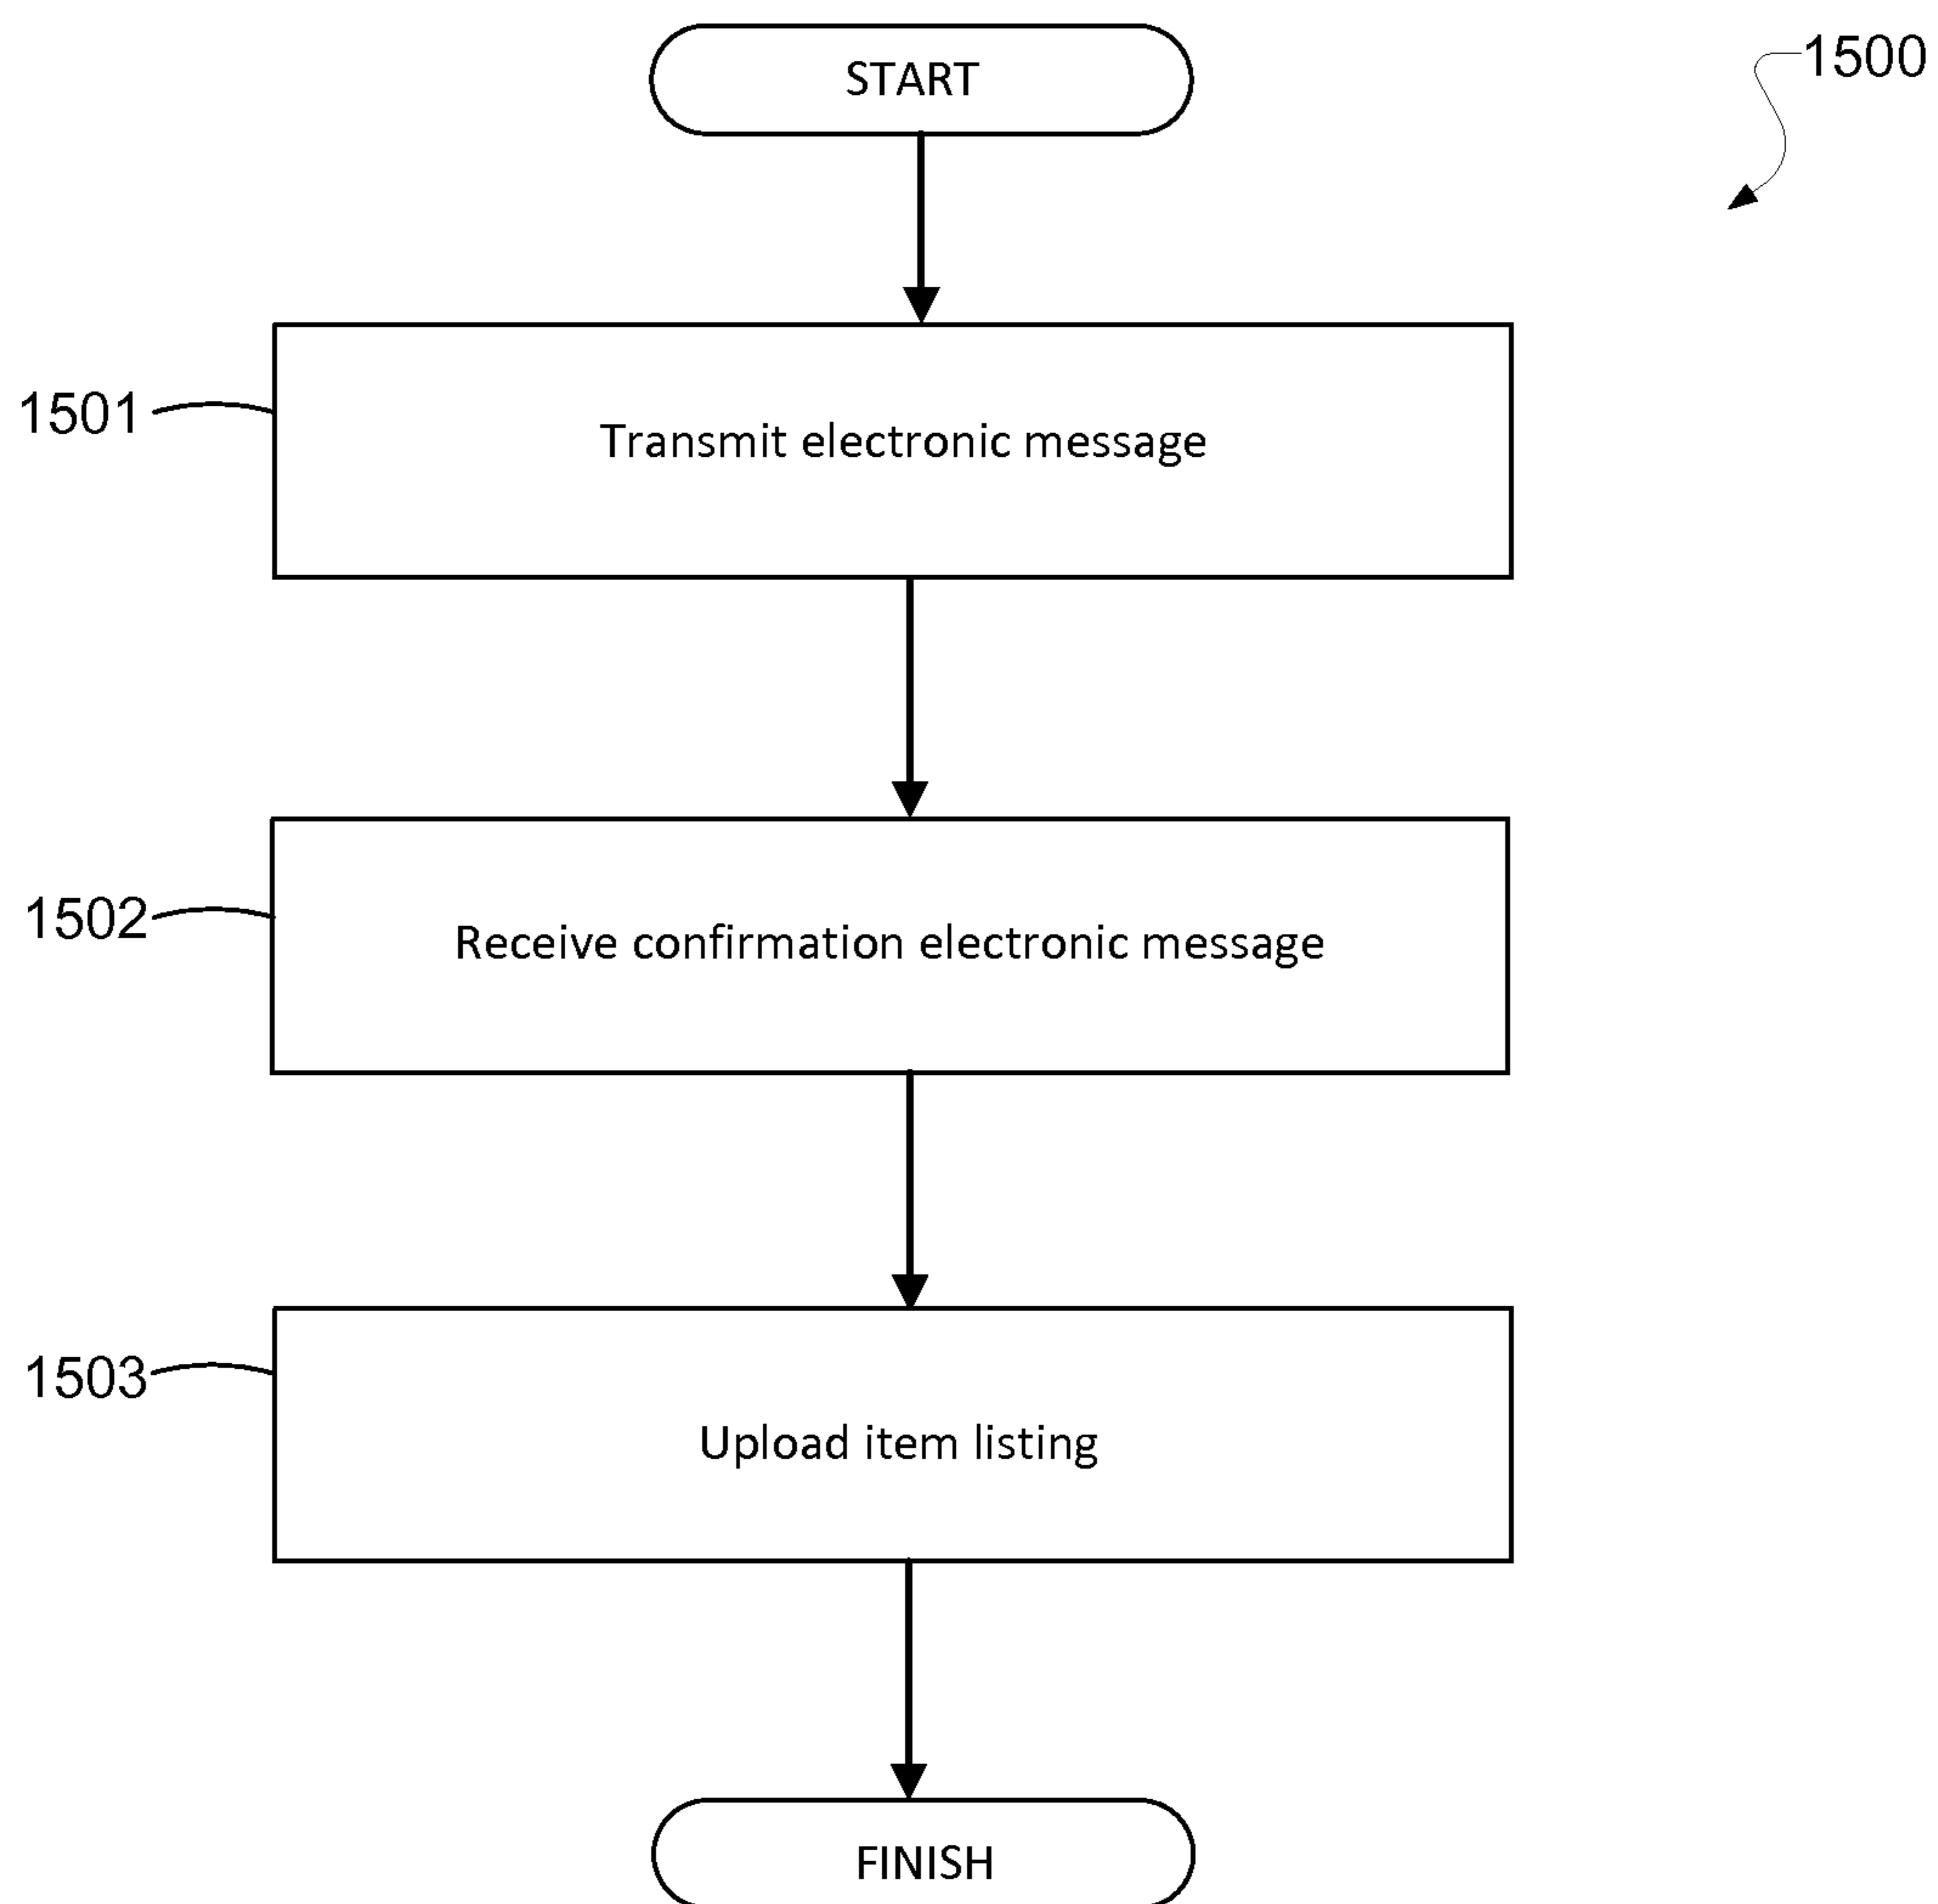 START
1500
1501
Transmit electronic message
1502
Receive confirmation electronic message
1503
Upload item listing
FINISH